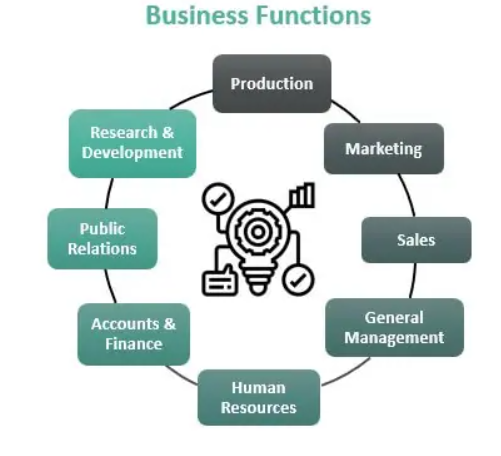 Business Functions
Production
Marketing
Sales
General
Management
Human
Resources
Accounts &
Finance
Public
Relations
Research &
Development